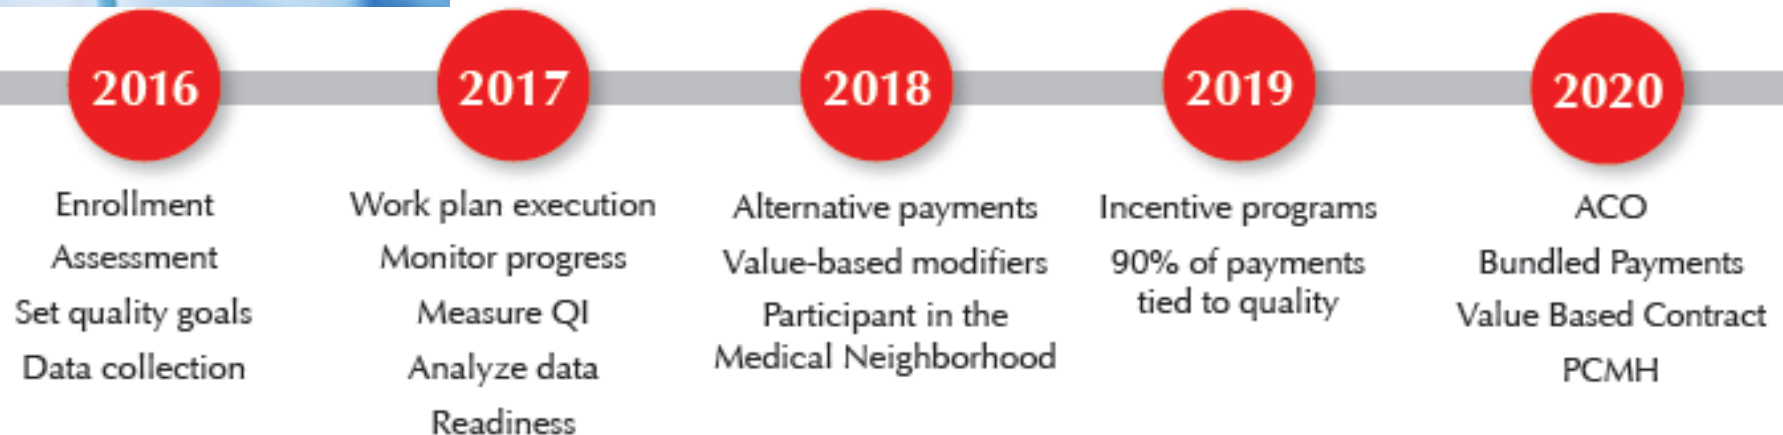 2016
Enrollment
Assessment
Set quality goals
Data collection
2017
Work plan execution
Monitor progress
Measure QI
Analyze data
Readiness
2018
Alternative payments
Value-based modifiers
Participant in the
Medical Neighborhood
2019
Incentive programs
90% of payments
tied to quality
2020
ACO
Bundled Payments
Value Based Contract
PCMH